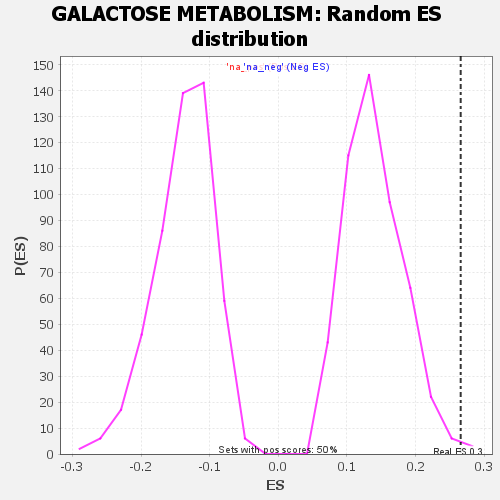 GALACTOSE METABOLISM: Random ES
distribution
'na_'na_neg' (Neg ES)
P(ES)
150
140
130
120
110
100
90
80
70
60
50
40
30
20
10
0
Sets with pos scores: 50%
Real ES 0.3
-0.3 -0.2 -0.1 0.0 0.1 0.2 0.3
ES